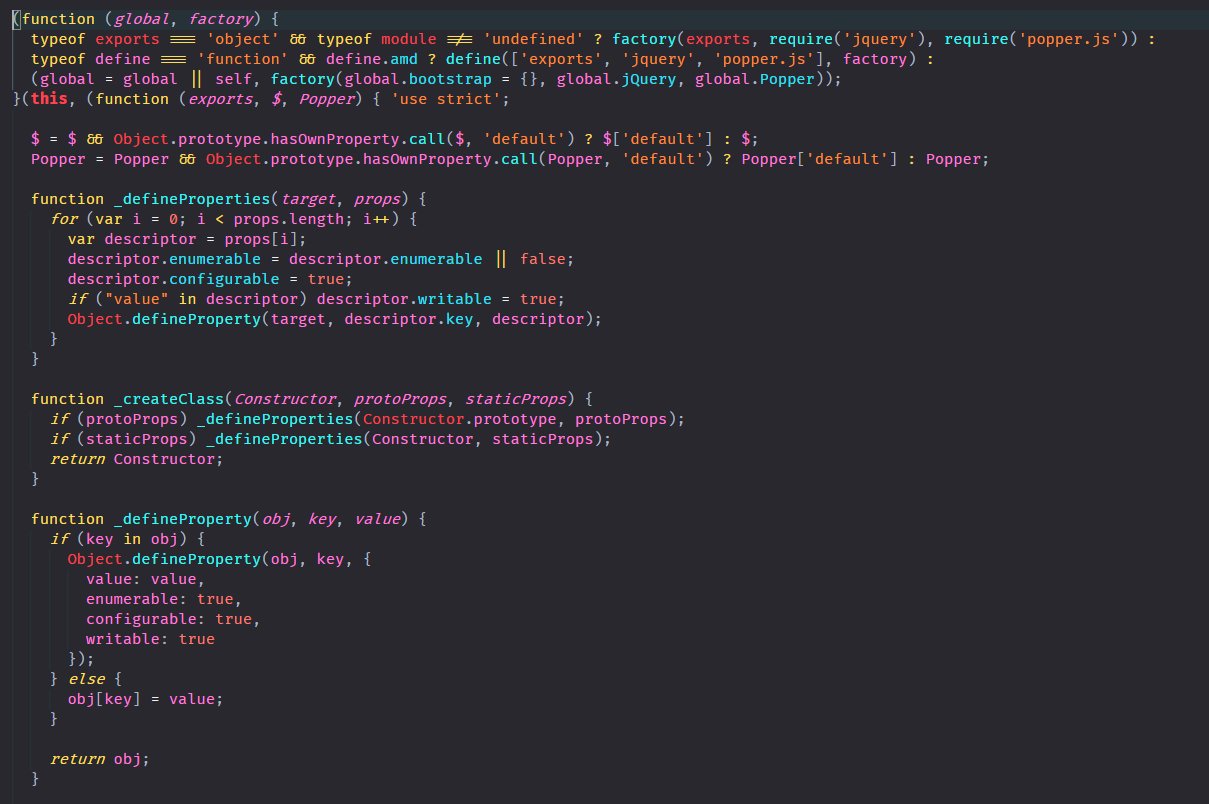 (function (global, factory) {
  typeof exports === 'object' && typeof module !== 'undefined' ? factory(exports, require('jquery'), require('popper.js')) :
  typeof define === 'function' && define.amd ? define(['exports', 'jquery', 'popper.js'], factory) :
  (global = global || self, factory(global.bootstrap = {}, global.jQuery, global.Popper));
}(this, (function (exports, $, Popper) { 'use strict';

  $ = $ && Object.prototype.hasOwnProperty.call($, 'default') ? $['default'] : $;
  Popper = Popper && Object.prototype.hasOwnProperty.call(Popper, 'default') ? Popper['default'] : Popper;

  function _defineProperties(target, props) {
    for (var i = 0; i < props.length; i++) {
      var descriptor = props[i];
      descriptor.enumerable = descriptor.enumerable || false;
      descriptor.configurable = true;
      if ("value" in descriptor) descriptor.writable = true;
      Object.defineProperty(target, descriptor.key, descriptor);
    }
  }

  function _createClass(Constructor, protoProps, staticProps) {
    if (protoProps) _defineProperties(Constructor.prototype, protoProps);
    if (staticProps) _defineProperties(Constructor, staticProps);
    return Constructor;
  }

  function _defineProperty(obj, key, value) {
    if (key in obj) {
      Object.defineProperty(obj, key, {
        value: value,
        enumerable: true,
        configurable: true,
        writable: true
      });
    } else {
      obj[key] = value;
    }

    return obj;
  }